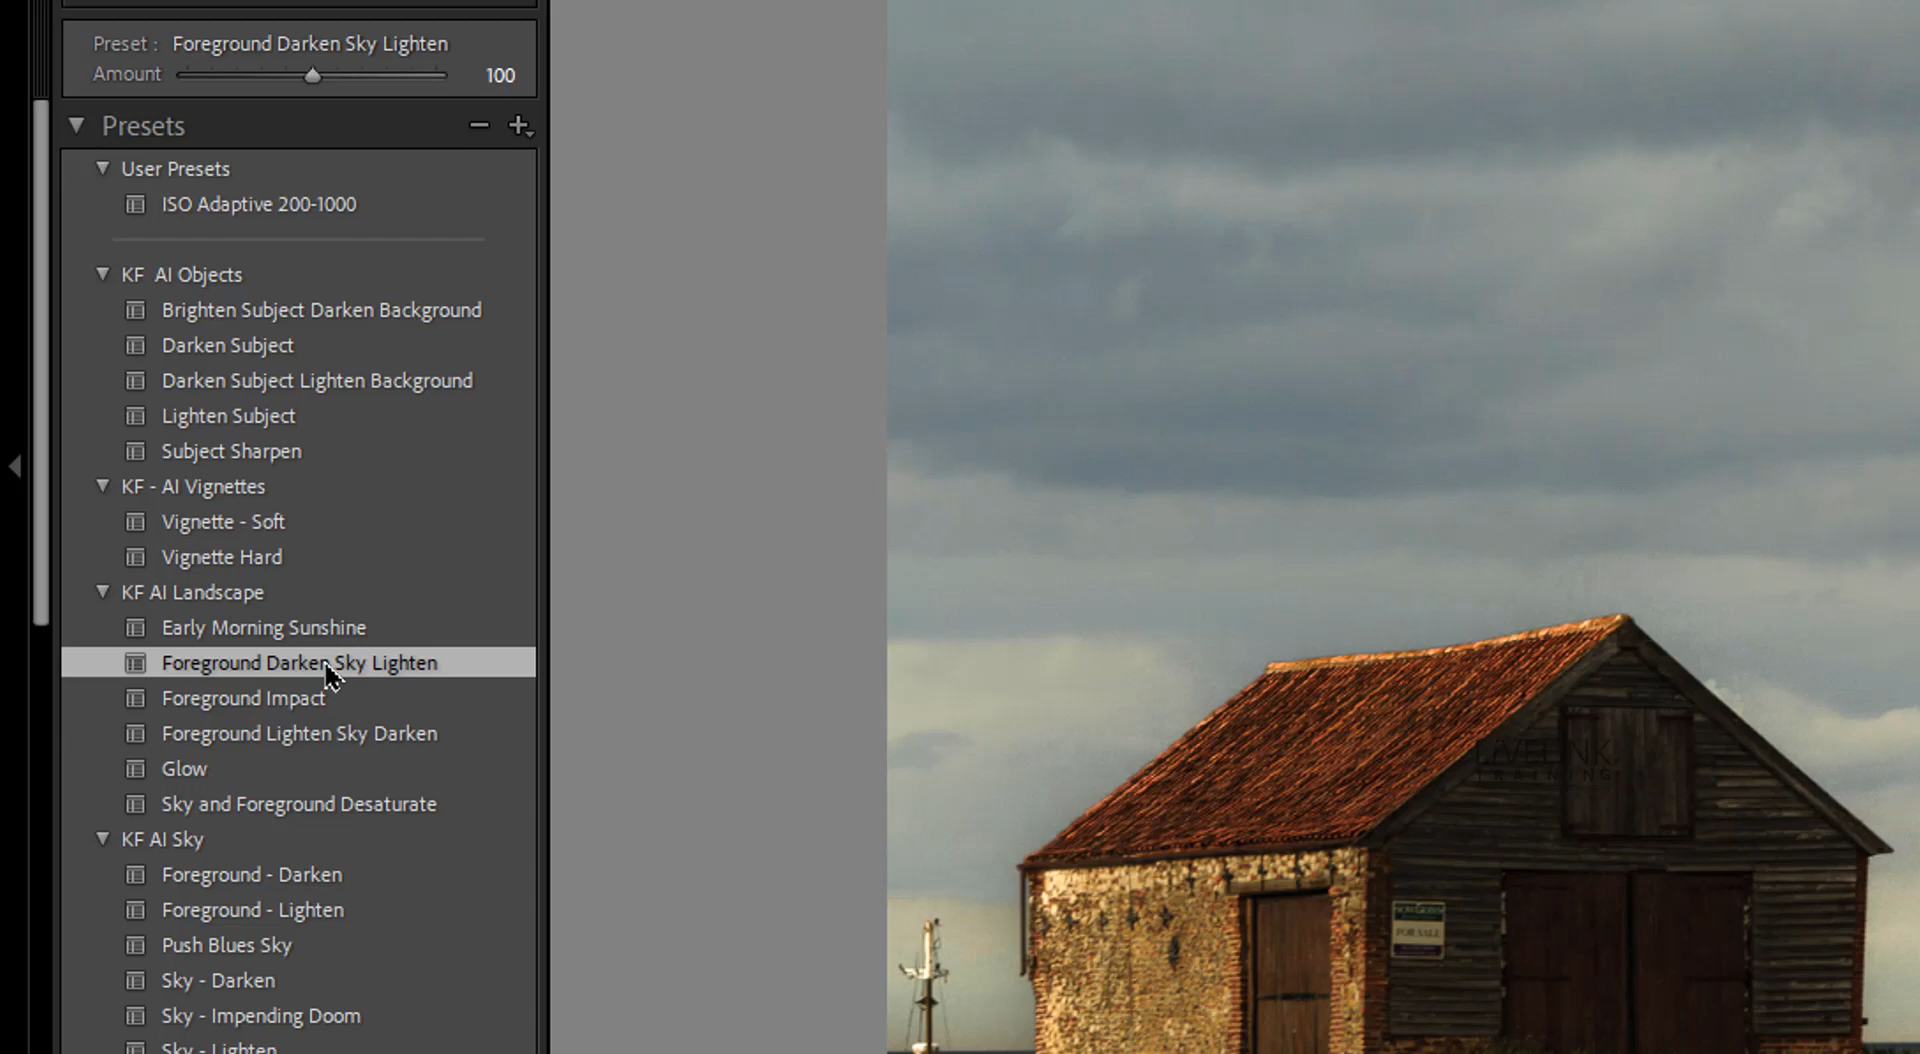 Preset : Foreground Darken Sky Lighten
Amount 100
Presets
User Presets
ISO Adaptive 200-1000
KF AI Objects
Brighten Subject Darken Background
Darken Subject
Darken Subject Lighten Background
Lighten Subject
Subject Sharpen
KF - AI Vignettes
Vignette - Soft
Vignette Hard
KF AI Landscape
Early Morning Sunshine
Foreground Darken Sky Lighten
Foreground Impact
Foreground Lighten Sky Darken
Glow
Sky and Foreground Desaturate
KF AI Sky
Foreground - Darken
Foreground - Lighten
Push Blues Sky
Sky - Darken
Sky - Impending Doom
Sky - Lighten
LIVELINK
TRAINING
FOR SALE